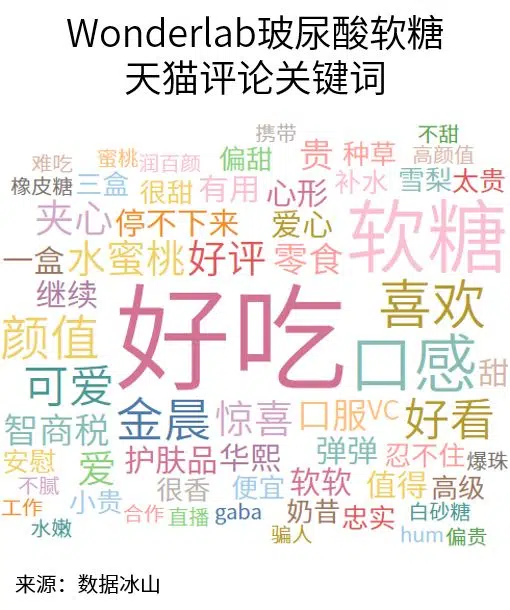 Wonderlab玻尿酸软糖
天猫评论关键词
携带 不甜
难吃 蜜桃 润百颜 偏甜 贵 种草 高颜值
橡皮糖 三盒 很甜 有用 心形 补水 雪梨 太贵
夹心 停不下来 爱心 软糖
一盒 水蜜桃 好评 零食
继续 好吃 喜欢
颜值 口感 甜
可爱 金晨 惊喜 口服 VC 好看
智商税
安慰 爱 护肤品 华熙 弹弹 忍不住 爆珠
不腻 很香 便宜 软软 值得 高级
工作 小贵 合作 直播 gaba 奶昔 忠实 白砂糖
水嫩 骗人 hum 偏贵
来源：数据冰山